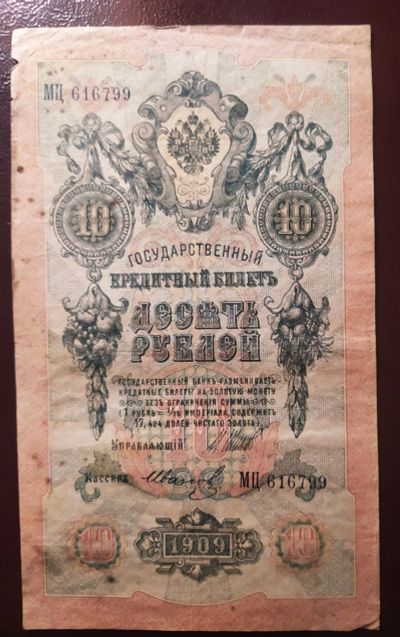 МЦ 616799
10 10
ГОСУДАРСТВЕННЫЙ
КРЕДИТНЫЙ БИЛЕТЪ
ДЕСЯТЬ
РУБЛЕЙ
ГОСУДАРСТВЕННЫЙ БАНКЪ РАЗМѢНИВАЕТЪ
КРЕДИТНЫЕ БИЛЕТЫ НА ЗОЛОТУЮ МОНЕТУ
БЕЗЪ ОГРАНИЧЕНІЯ СУММЫ
(1 РУБЛЬ = 1/15 ИМПЕРІАЛА, СОДЕРЖИТЪ
17,424 ДОЛЕЙ ЧИСТАГО ЗОЛОТА).
10
УПРАВЛЯЮЩІЙ
Кассиръ
МЦ 616799
10 1909 10